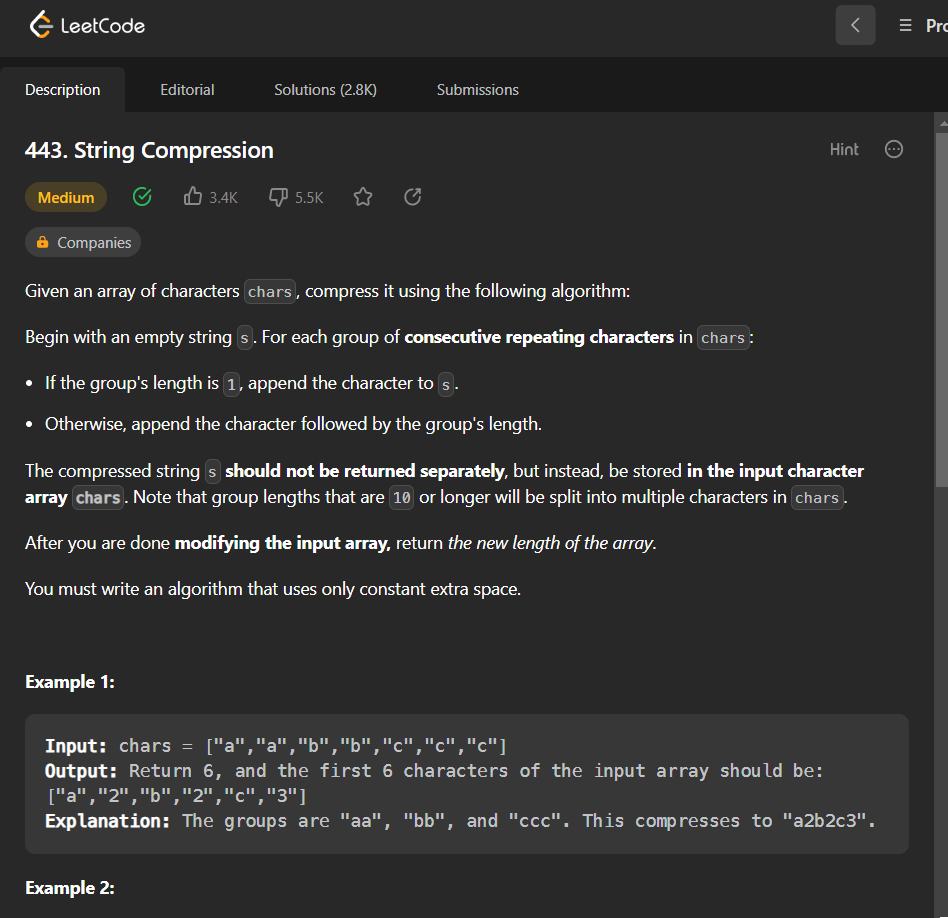 LeetCode
Pro
Description Editorial Solutions (2.8K) Submissions
443. String Compression
Hint
Medium 3.4K 5.5K
Companies
Given an array of characters chars, compress it using the following algorithm:
Begin with an empty string s. For each group of consecutive repeating characters in chars:
• If the group's length is 1, append the character to s.
• Otherwise, append the character followed by the group's length.
The compressed string s should not be returned separately, but instead, be stored in the input character
array chars. Note that group lengths that are 10 or longer will be split into multiple characters in chars.
After you are done modifying the input array, return the new length of the array.
You must write an algorithm that uses only constant extra space.
Example 1:
Input: chars = ["a","a","b","b","c","c","c"]
Output: Return 6, and the first 6 characters of the input array should be:
["a","2","b","2","c","3"]
Explanation: The groups are "aa", "bb", and "ccc". This compresses to "a2b2c3".
Example 2: